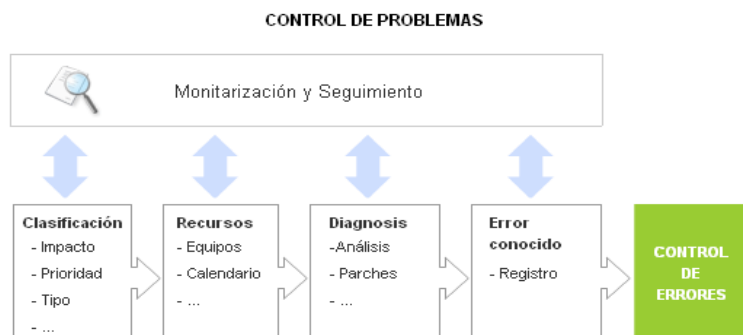 CONTROL DE PROBLEMAS
Monitarización y Seguimiento
Clasificación
- Impacto
- Prioridad
- Tipo
- ...
Recursos
- Equipos
- Calendario
- ...
Diagnosis
-Análisis
- Parches
- ...
Error
conocido
- Registro
CONTROL
DE
ERRORES